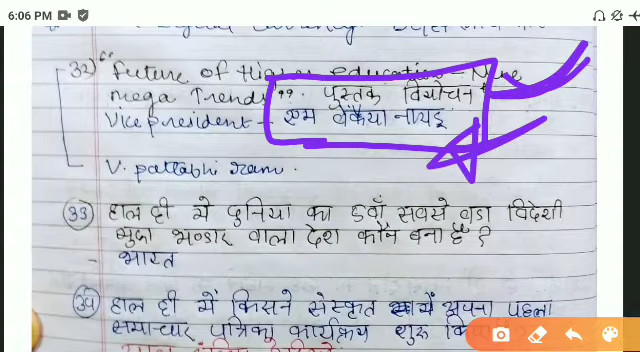 6:06 PM
32) "Future of Higher education - Nine
mega Trends" पुस्तक विमोचन
Vice president - एम वेंकैया नायडू
V. pattabhi ram.
33 हाल ही में दुनिया का 5वाँ सबसे बडा विदेशी
मुद्रा भण्डार वाला देश कौन बना है ?
- भारत
34 हाल ही में किसने संस्कृत में अपना पहला
समाचार पत्रिका कार्यक्रम शुरू